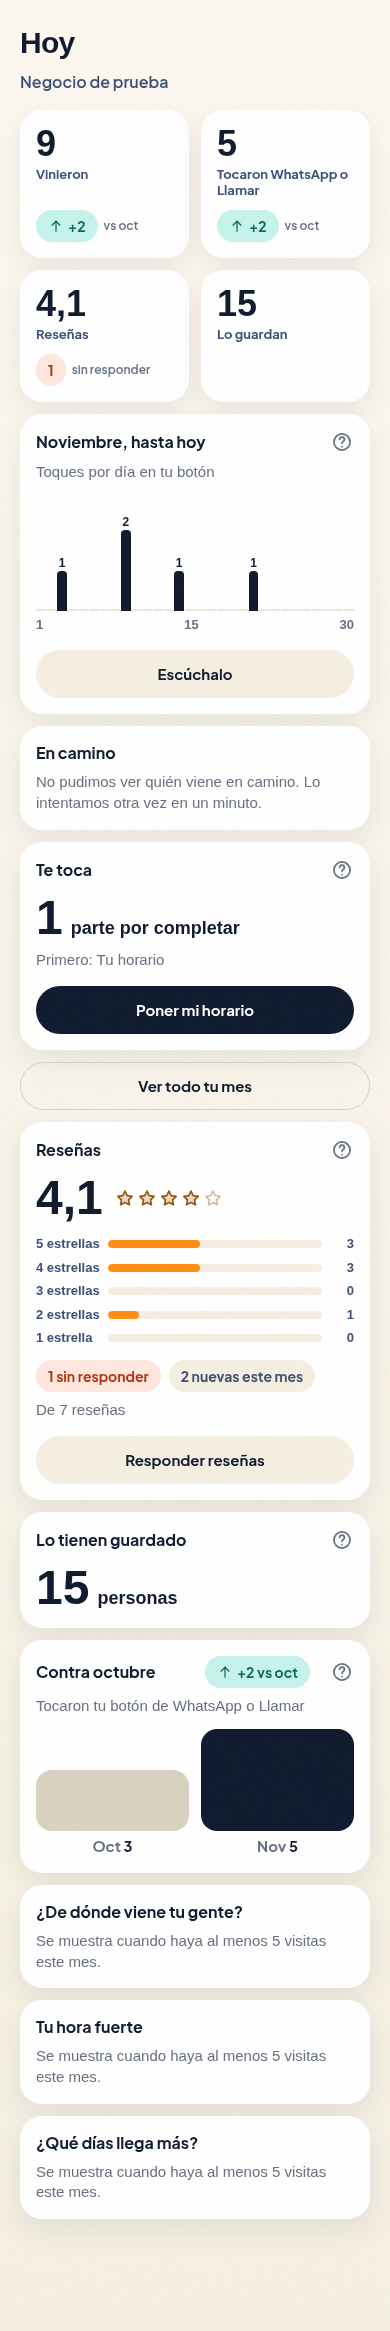 Hoy
Negocio de prueba
9
Vinieron
↑ +2 vs oct
5
Tocaron WhatsApp o
Llamar
↑ +2 vs oct
4,1
Reseñas
1 sin responder
15
Lo guardan
Noviembre, hasta hoy
Toques por día en tu botón
1
2
1
1
1 15 30
Escúchalo
En camino
No pudimos ver quién viene en camino. Lo
intentamos otra vez en un minuto.
Te toca
1 parte por completar
Primero: Tu horario
Poner mi horario
Ver todo tu mes
Reseñas
4,1
5 estrellas 3
4 estrellas 3
3 estrellas 0
2 estrellas 1
1 estrella 0
1 sin responder 2 nuevas este mes
De 7 reseñas
Responder reseñas
Lo tienen guardado
15 personas
Contra octubre ↑ +2 vs oct
Tocaron tu botón de WhatsApp o Llamar
Oct 3 Nov 5
¿De dónde viene tu gente?
Se muestra cuando haya al menos 5 visitas
este mes.
Tu hora fuerte
Se muestra cuando haya al menos 5 visitas
este mes.
¿Qué días llega más?
Se muestra cuando haya al menos 5 visitas
este mes.